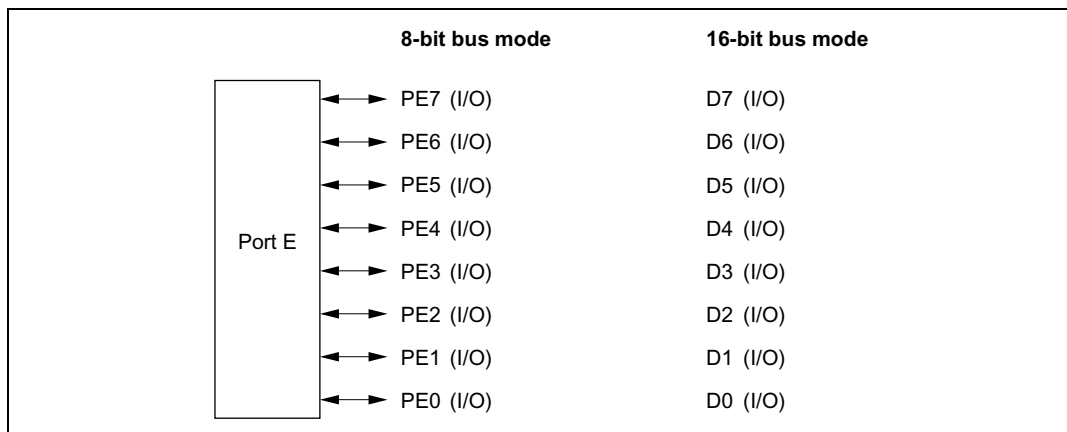 8-bit bus mode 16-bit bus mode
PE7 (I/O) D7 (I/O)
PE6 (I/O) D6 (I/O)
PE5 (I/O) D5 (I/O)
Port E PE4 (I/O) D4 (I/O)
PE3 (I/O) D3 (I/O)
PE2 (I/O) D2 (I/O)
PE1 (I/O) D1 (I/O)
PE0 (I/O) D0 (I/O)